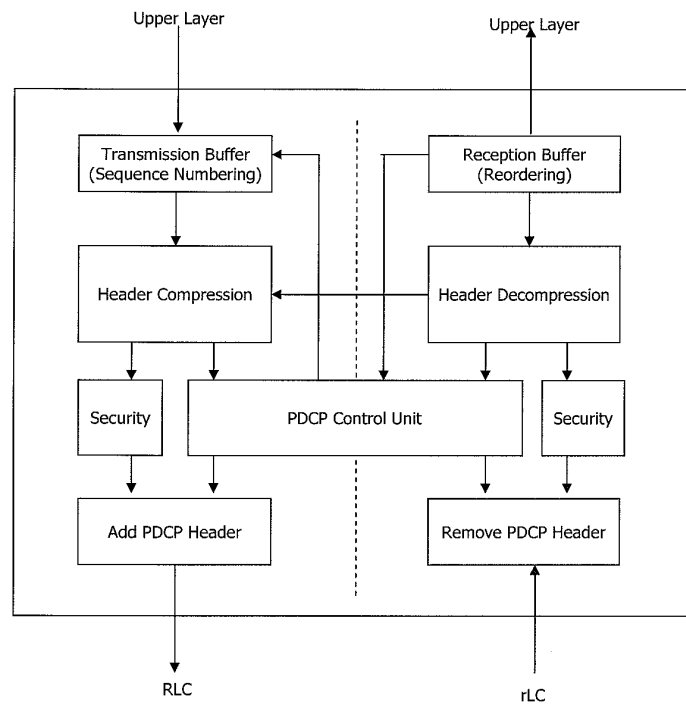 Upper Layer
Upper Layer
Transmission Buffer
(Sequence Numbering)
Reception Buffer
(Reordering)
Header Compression
Header Decompression
Security
PDCP Control Unit
Security
Add PDCP Header
Remove PDCP Header
RLC
rLC